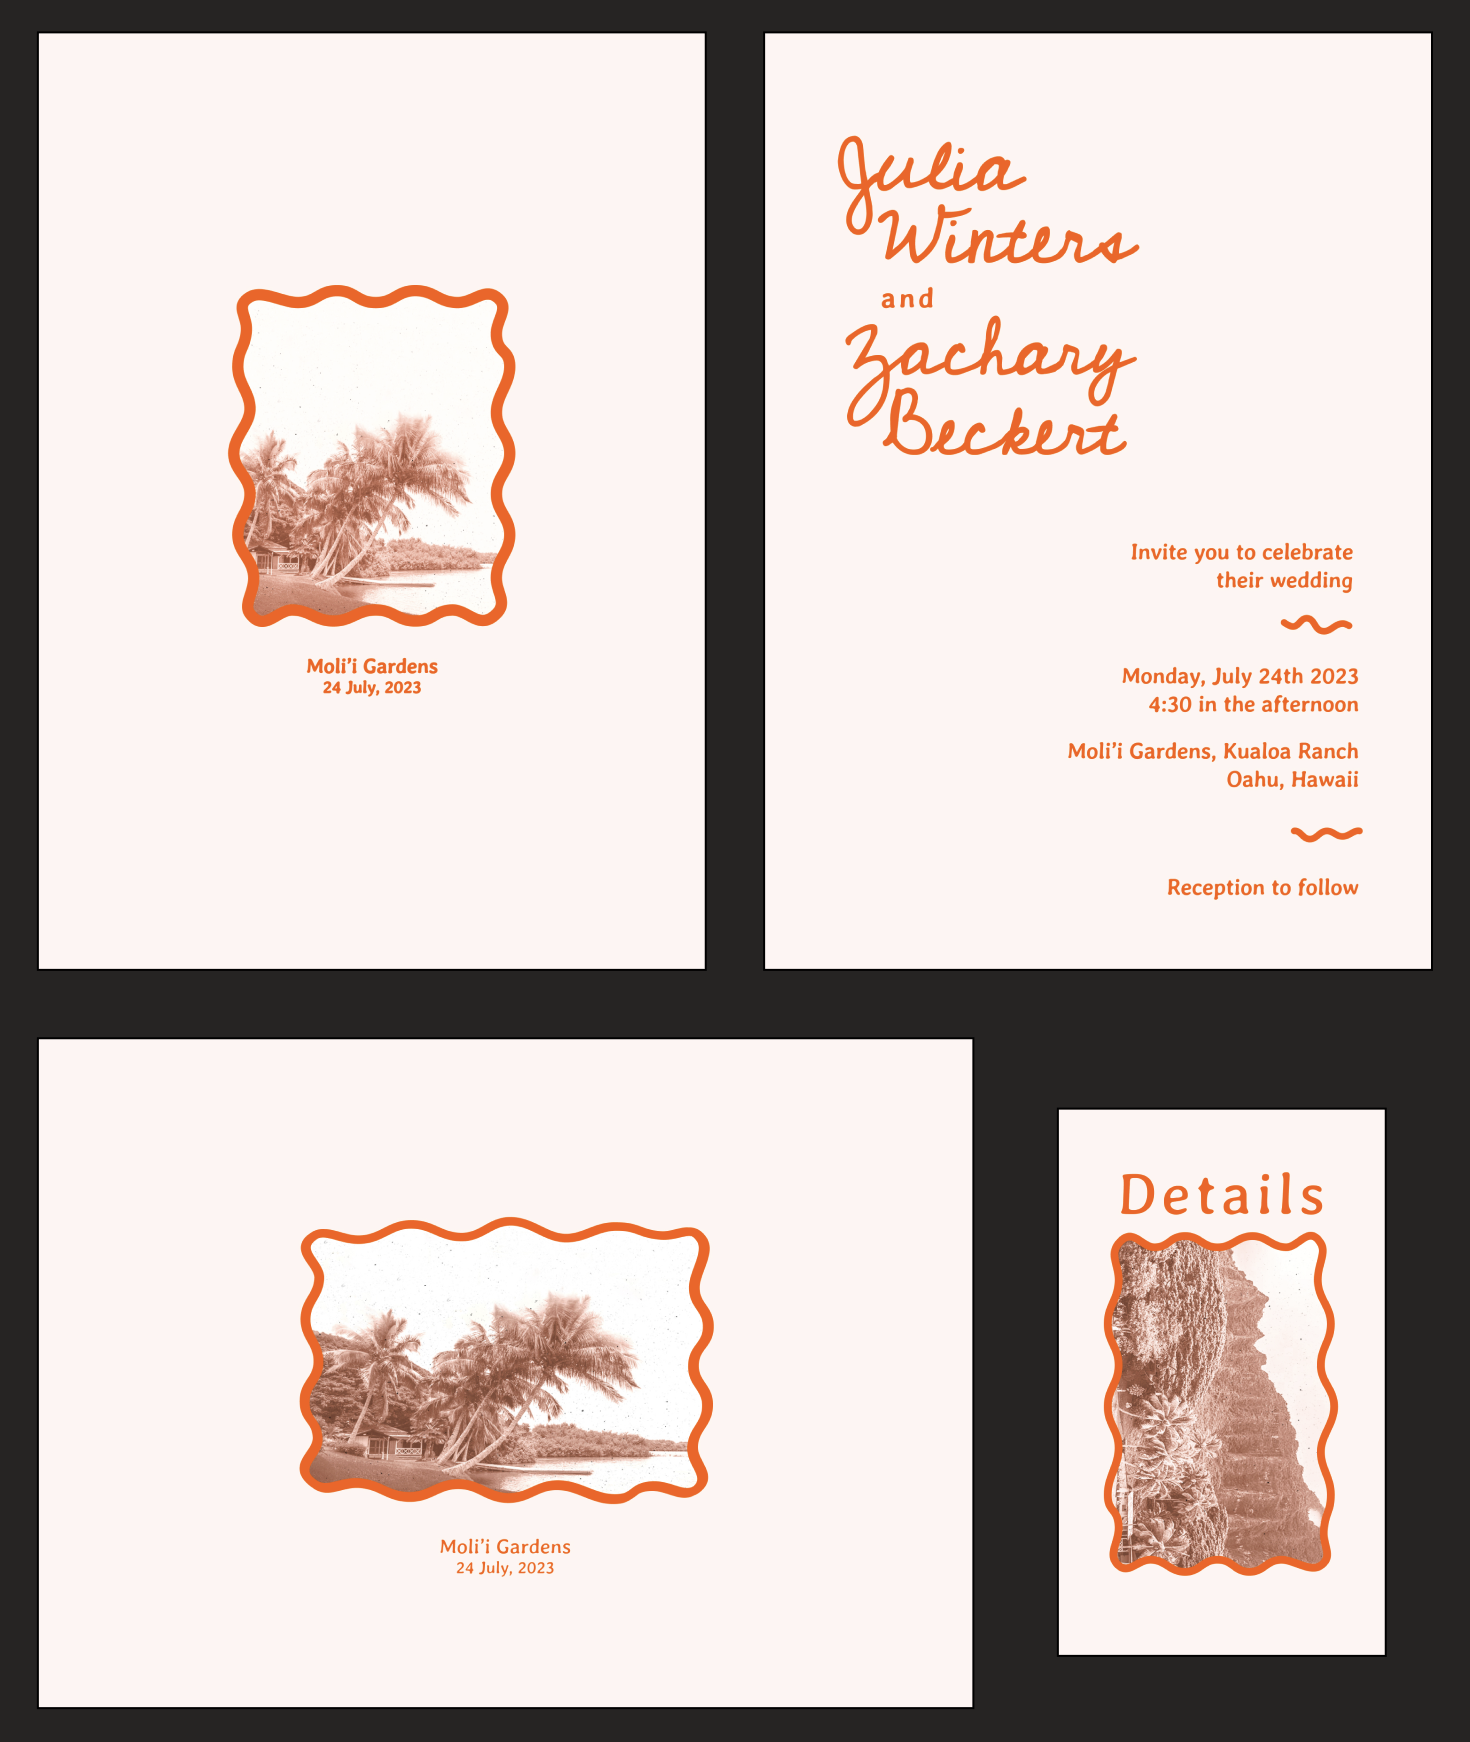 Moli'i Gardens
24 July, 2023
Julia
Winters
and
Zachary
Beckert
Invite you to celebrate
their wedding
Monday, July 24th 2023
4:30 in the afternoon
Moli'i Gardens, Kualoa Ranch
Oahu, Hawaii
Reception to follow
Moli'i Gardens
24 July, 2023
Details